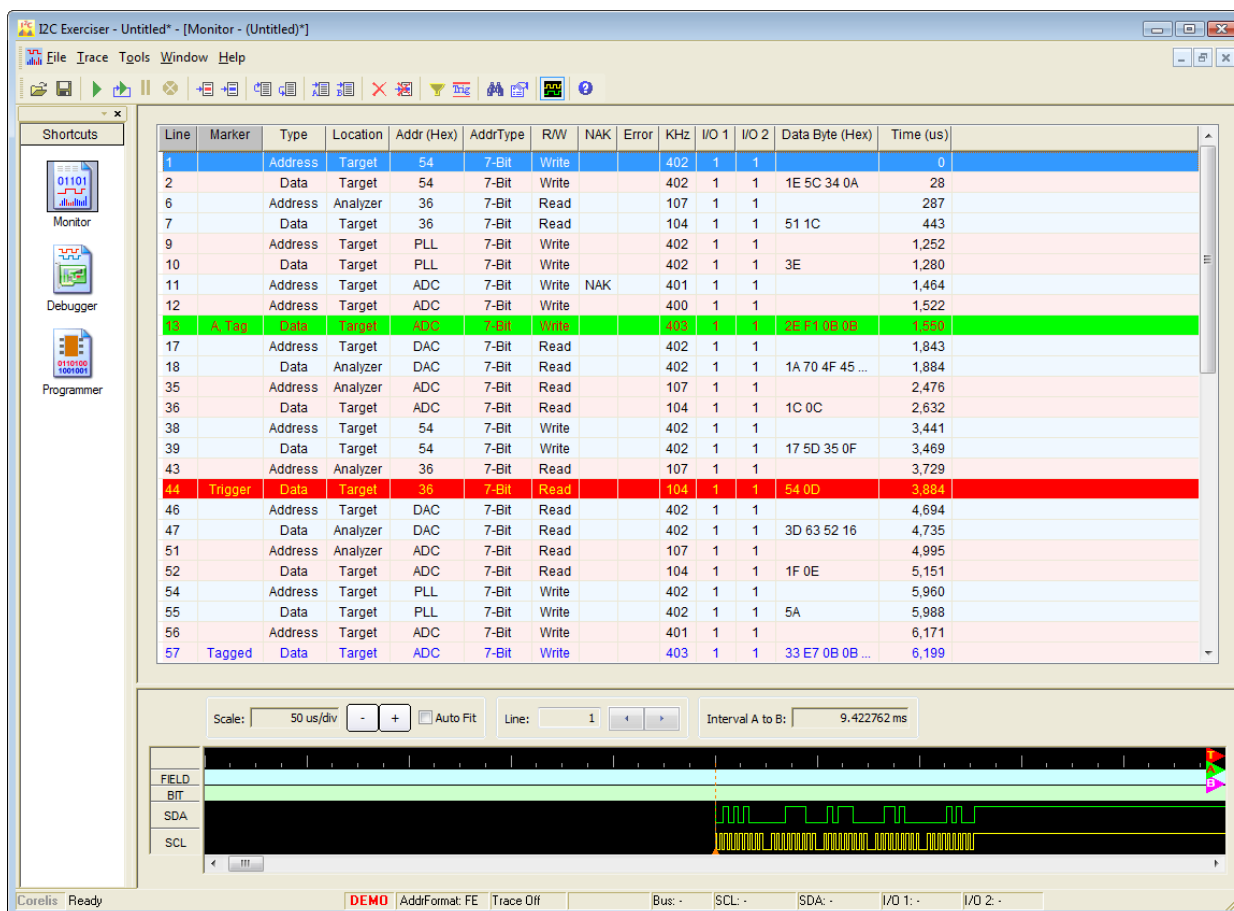 I2C Exerciser - Untitled* - [Monitor - (Untitled)*]
File Trace Tools Window Help
Shortcuts
01101
Monitor
Debugger
0110100
1001001
Programmer
Line Marker Type Location Addr (Hex) AddrType R/W NAK Error KHz I/O 1 I/O 2 Data Byte (Hex) Time (us)
1 Address Target 54 7-Bit Write 402 1 1 0
2 Data Target 54 7-Bit Write 402 1 1 1E 5C 34 0A 28
6 Address Analyzer 36 7-Bit Read 107 1 1 287
7 Data Target 36 7-Bit Read 104 1 1 51 1C 443
9 Address Target PLL 7-Bit Write 402 1 1 1,252
10 Data Target PLL 7-Bit Write 402 1 1 3E 1,280
11 Address Target ADC 7-Bit Write NAK 401 1 1 1,464
12 Address Target ADC 7-Bit Write 400 1 1 1,522
13 A, Tag Data Target ADC 7-Bit Write 403 1 1 2E F1 0B 0B 1,550
17 Address Target DAC 7-Bit Read 402 1 1 1,843
18 Data Analyzer DAC 7-Bit Read 402 1 1 1A 70 4F 45 ... 1,884
35 Address Analyzer ADC 7-Bit Read 107 1 1 2,476
36 Data Target ADC 7-Bit Read 104 1 1 1C 0C 2,632
38 Address Target 54 7-Bit Write 402 1 1 3,441
39 Data Target 54 7-Bit Write 402 1 1 17 5D 35 0F 3,469
43 Address Analyzer 36 7-Bit Read 107 1 1 3,729
44 Trigger Data Target 36 7-Bit Read 104 1 1 54 0D 3,884
46 Address Target DAC 7-Bit Read 402 1 1 4,694
47 Data Analyzer DAC 7-Bit Read 402 1 1 3D 63 52 16 4,735
51 Address Analyzer ADC 7-Bit Read 107 1 1 4,995
52 Data Target ADC 7-Bit Read 104 1 1 1F 0E 5,151
54 Address Target PLL 7-Bit Write 402 1 1 5,960
55 Data Target PLL 7-Bit Write 402 1 1 5A 5,988
56 Address Target ADC 7-Bit Write 401 1 1 6,171
57 Tagged Data Target ADC 7-Bit Write 403 1 1 33 E7 0B 0B ... 6,199
Scale: 50 us/div - + Auto Fit Line: 1 Interval A to B: 9.422762 ms
T
FIELD A
BIT B
SDA
SCL
Corelis Ready DEMO AddrFormat: FE Trace Off Bus: - SCL: - SDA: - I/O 1: - I/O 2: -